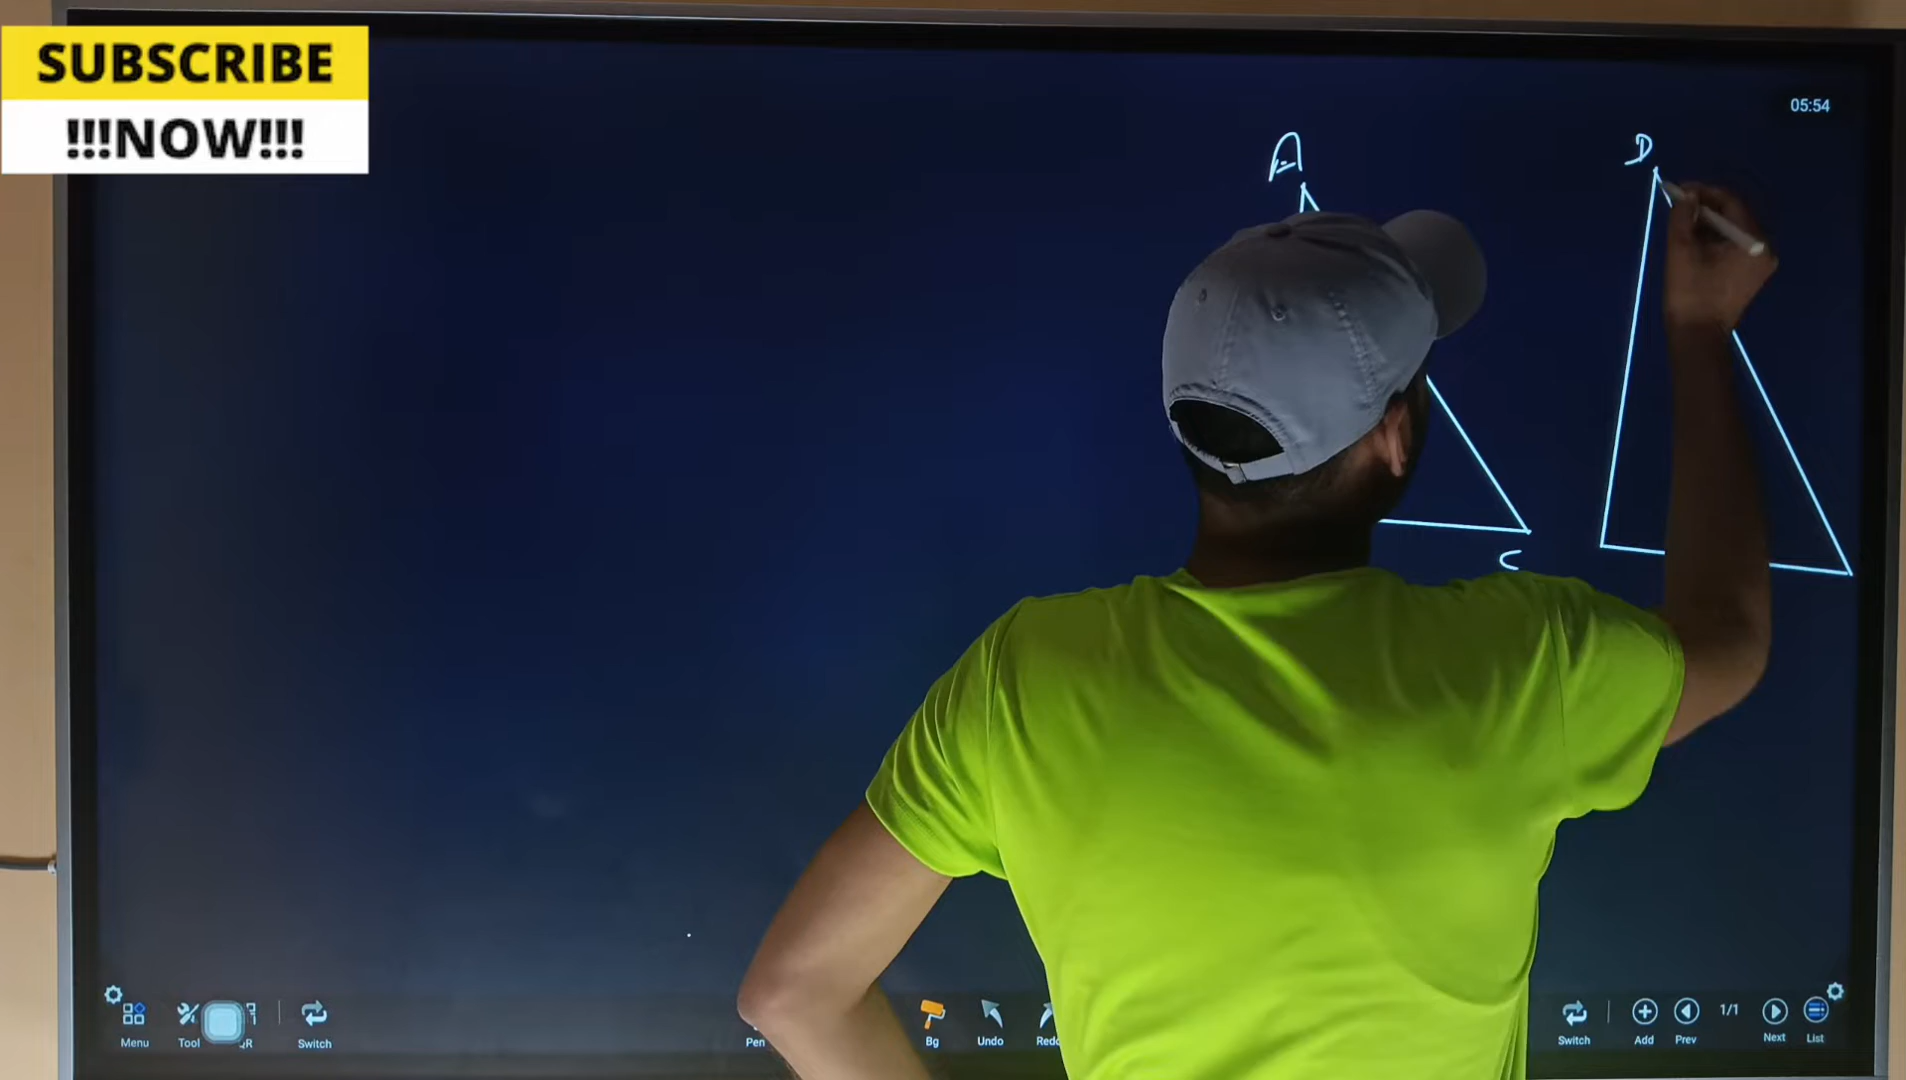 SUBSCRIBE
!!!NOW!!!
05:54
A
D
C
Menu
Tool
Switch
Pen
Bg
Undo
Switch
Add
Prev
1/1
Next
List